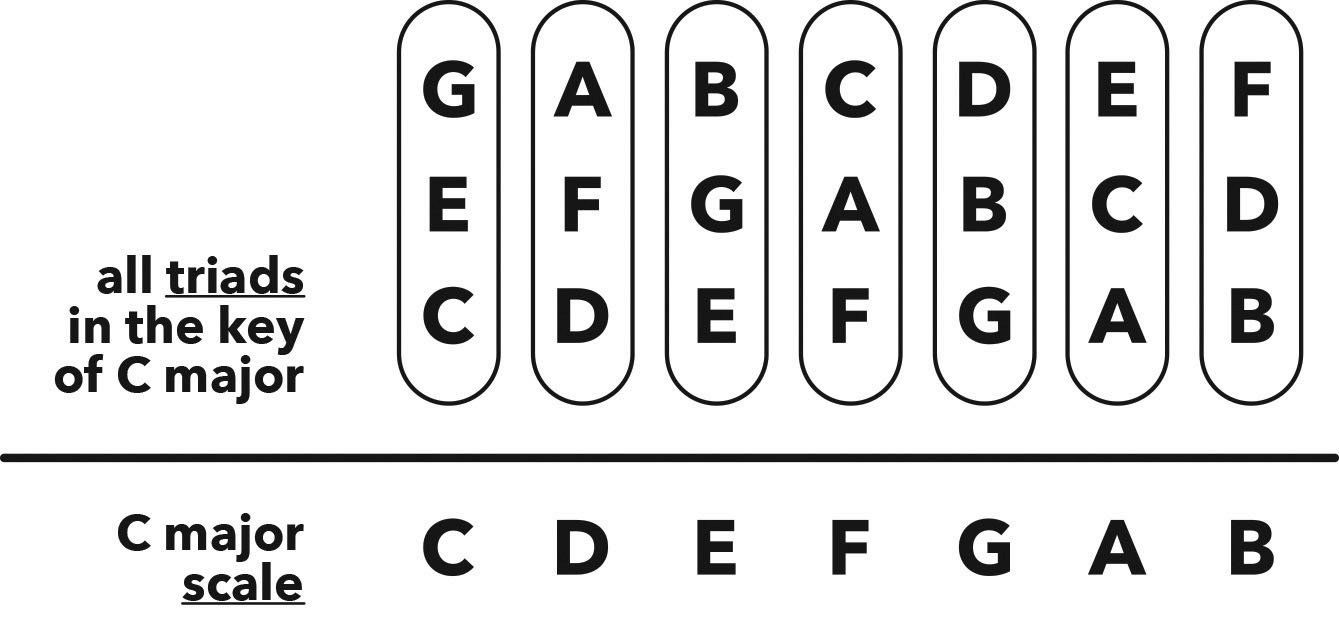 G A B C D E F
E F G A B C D
C D E F G A B
all triads
in the key
of C major
C major
scale
C D E F G A B